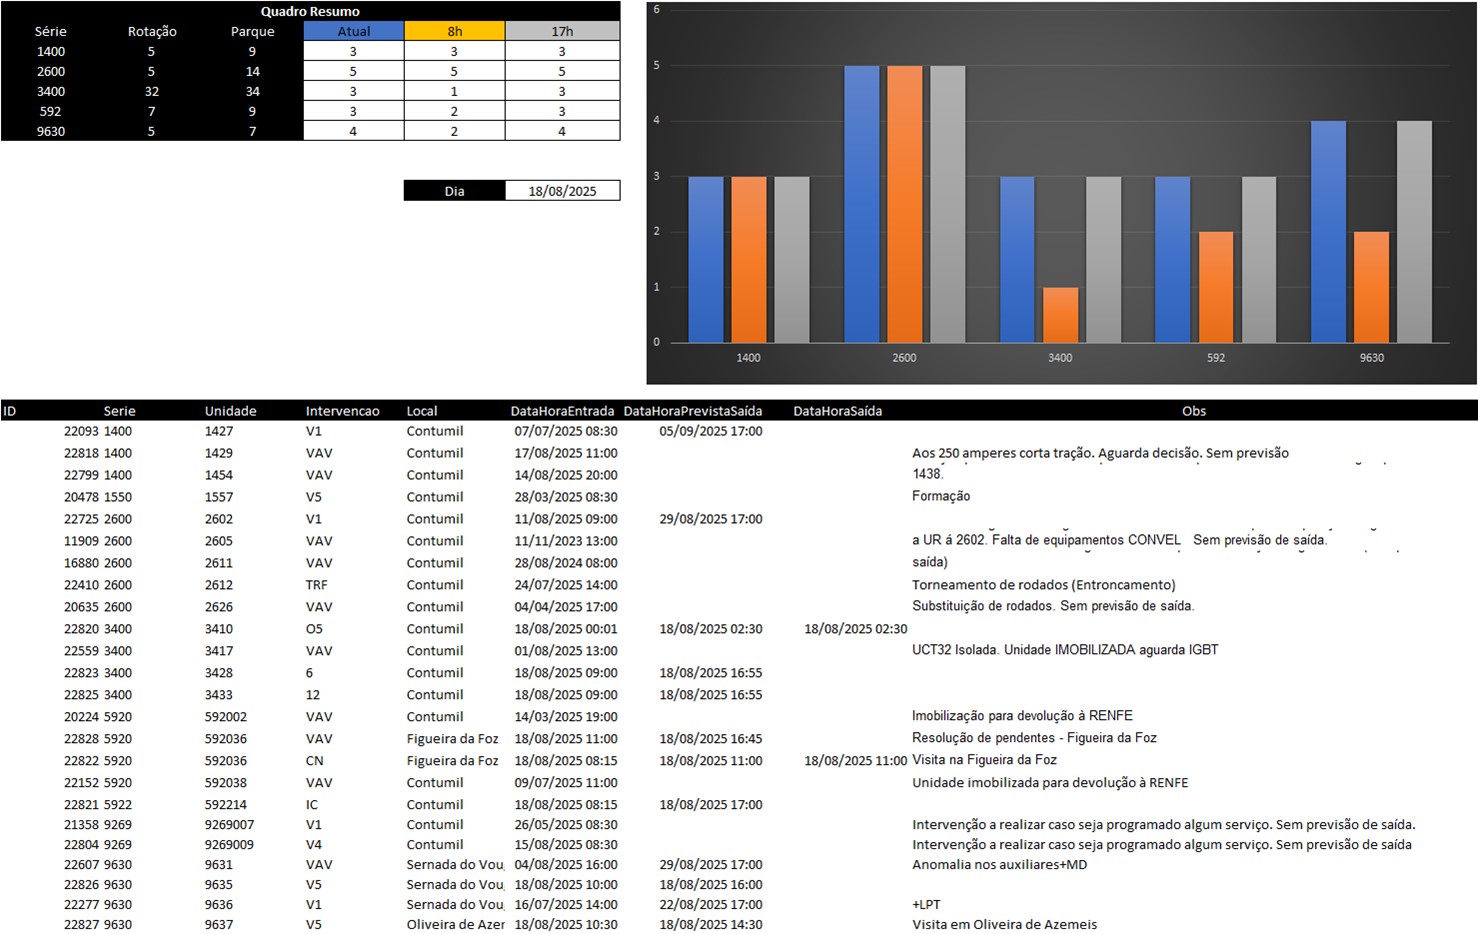 Quadro Resumo
Série Rotação Parque Atual 8h 17h
1400 5 9 3 3 3
2600 5 14 5 5 5
3400 32 34 3 1 3
592 7 9 3 2 3
9630 5 7 4 2 4
Dia 18/08/2025
6
5
4
3
2
1
0
1400 2600 3400 592 9630
ID Serie Unidade Intervencao Local DataHoraEntrada DataHoraPrevistaSaída DataHoraSaída Obs
22093 1400 1427 V1 Contumil 07/07/2025 08:30 05/09/2025 17:00
22818 1400 1429 VAV Contumil 17/08/2025 11:00 Aos 250 amperes corta tração. Aguarda decisão. Sem previsão
22799 1400 1454 VAV Contumil 14/08/2025 20:00 1438.
20478 1550 1557 V5 Contumil 28/03/2025 08:30 Formação
22725 2600 2602 V1 Contumil 11/08/2025 09:00 29/08/2025 17:00
11909 2600 2605 VAV Contumil 11/11/2023 13:00 a UR á 2602. Falta de equipamentos CONVEL Sem previsão de saída.
16880 2600 2611 VAV Contumil 28/08/2024 08:00 saída)
22410 2600 2612 TRF Contumil 24/07/2025 14:00 Torneamento de rodados (Entroncamento)
20635 2600 2626 VAV Contumil 04/04/2025 17:00 Substituição de rodados. Sem previsão de saída.
22820 3400 3410 O5 Contumil 18/08/2025 00:01 18/08/2025 02:30 18/08/2025 02:30
22559 3400 3417 VAV Contumil 01/08/2025 13:00 UCT32 Isolada. Unidade IMOBILIZADA aguarda IGBT
22823 3400 3428 6 Contumil 18/08/2025 09:00 18/08/2025 16:55
22825 3400 3433 12 Contumil 18/08/2025 09:00 18/08/2025 16:55
20224 5920 592002 VAV Contumil 14/03/2025 19:00 Imobilização para devolução à RENFE
22828 5920 592036 VAV Figueira da Foz 18/08/2025 11:00 18/08/2025 16:45 Resolução de pendentes - Figueira da Foz
22822 5920 592036 CN Figueira da Foz 18/08/2025 08:15 18/08/2025 11:00 18/08/2025 11:00 Visita na Figueira da Foz
22152 5920 592038 VAV Contumil 09/07/2025 11:00 Unidade imobilizada para devolução à RENFE
22821 5922 592214 IC Contumil 18/08/2025 08:15 18/08/2025 17:00
21358 9269 9269007 V1 Contumil 26/05/2025 08:30 Intervenção a realizar caso seja programado algum serviço. Sem previsão de saída.
22804 9269 9269009 V4 Contumil 15/08/2025 08:30 Intervenção a realizar caso seja programado algum serviço. Sem previsão de saída
22607 9630 9631 VAV Sernada do Vou 04/08/2025 16:00 29/08/2025 17:00 Anomalia nos auxiliares+MD
22826 9630 9635 V5 Sernada do Vou 18/08/2025 10:00 18/08/2025 16:00
22277 9630 9636 V1 Sernada do Vou 16/07/2025 14:00 22/08/2025 17:00 +LPT
22827 9630 9637 V5 Oliveira de Azer 18/08/2025 10:30 18/08/2025 14:30 Visita em Oliveira de Azemeis